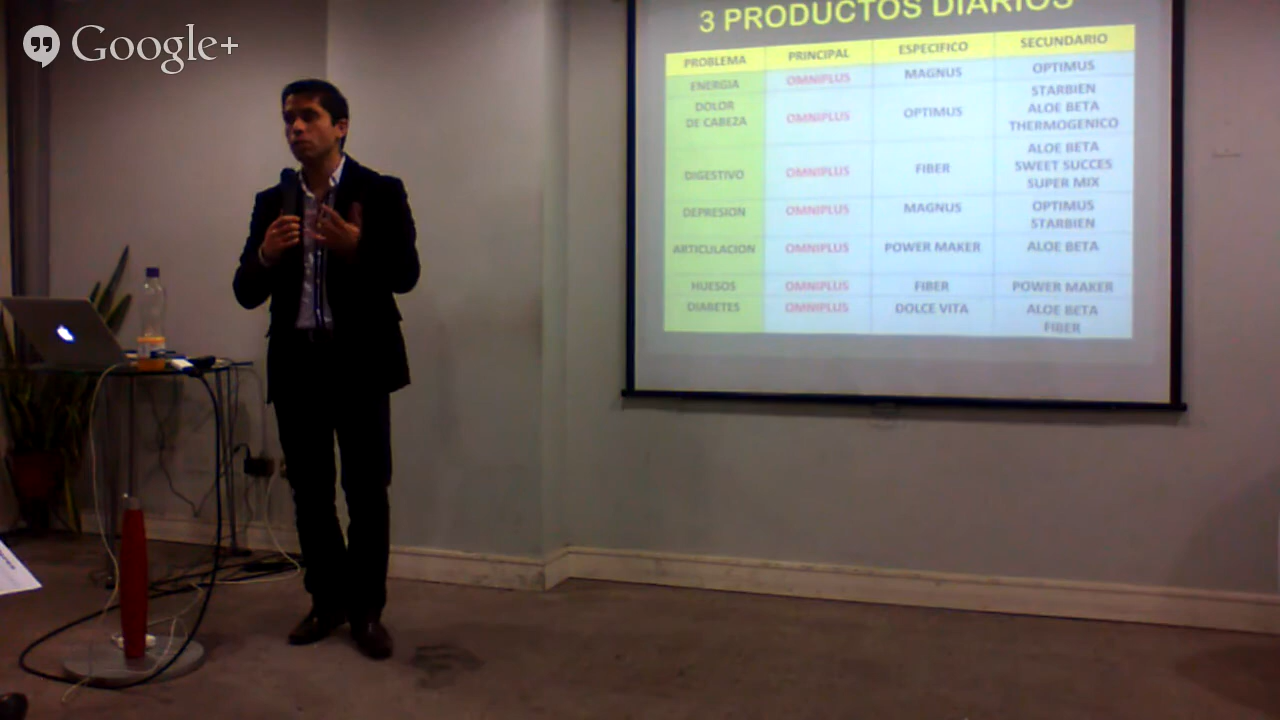 Google+
3 PRODUCTOS DIARIOS
PROBLEMA PRINCIPAL ESPECIFICO SECUNDARIO
ENERGIA OMNIPLUS MAGNUS OPTIMUS
DOLOR DE CABEZA OMNIPLUS OPTIMUS STARBIEN
ALOE BETA
THERMOGENICO
DIGESTIVO OMNIPLUS FIBER ALOE BETA
SWEET SUCCES
SUPER MIX
DEPRESION OMNIPLUS MAGNUS OPTIMUS
STARBIEN
ARTICULACION OMNIPLUS POWER MAKER ALOE BETA
HUESOS OMNIPLUS FIBER POWER MAKER
DIABETES OMNIPLUS DOLCE VITA ALOE BETA
FIBER